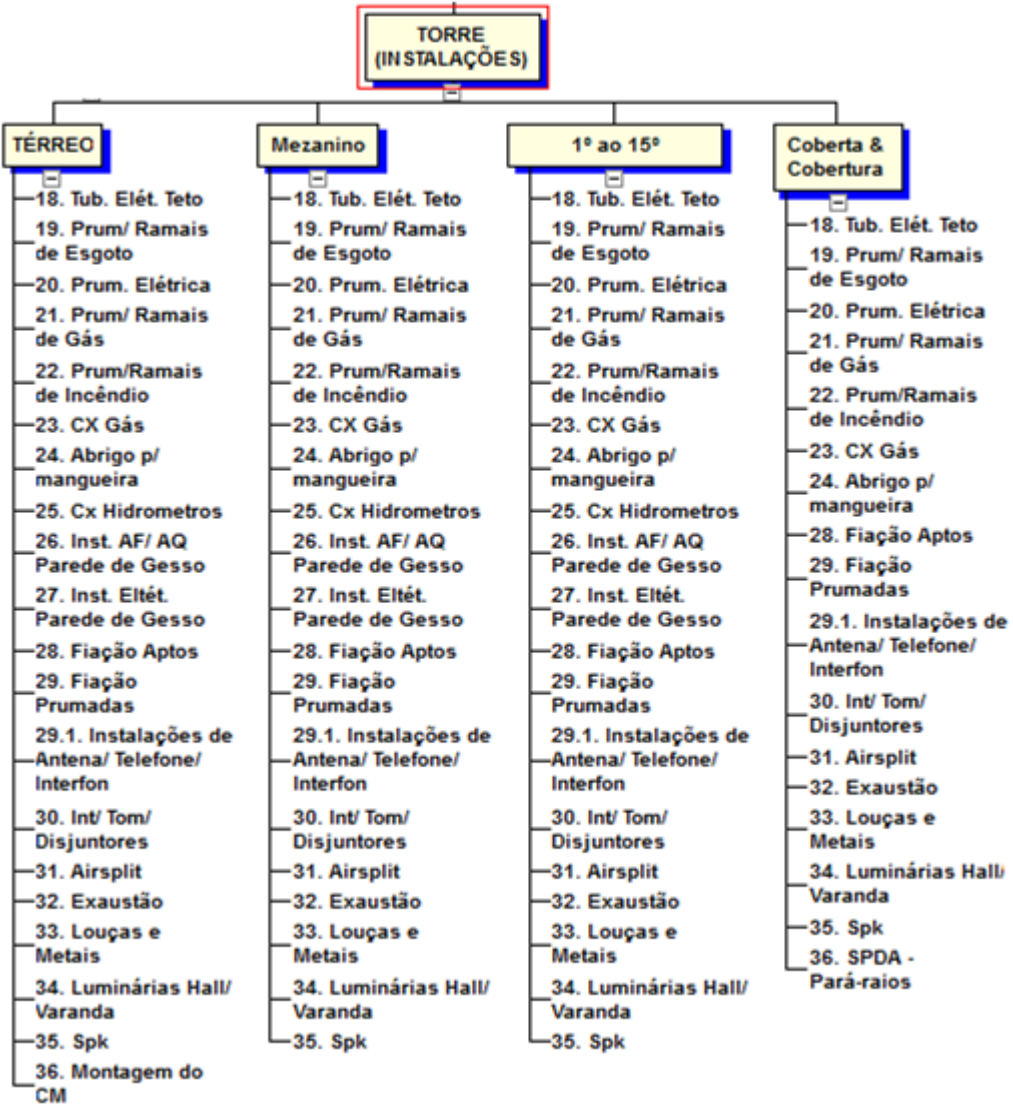 TORRE
(INSTALAÇÕES)
TÉRREO
18. Tub. Elét. Teto
19. Prum/ Ramais
de Esgoto
20. Prum. Elétrica
21. Prum/ Ramais
de Gás
22. Prum/Ramais
de Incêndio
23. CX Gás
24. Abrigo p/
mangueira
25. Cx Hidrometros
26. Inst. AF/ AQ
Parede de Gesso
27. Inst. Eltét.
Parede de Gesso
28. Fiação Aptos
29. Fiação
Prumadas
29.1. Instalações de
Antena/ Telefone/
Interfon
30. Int/ Tom/
Disjuntores
31. Airsplit
32. Exaustão
33. Louças e
Metais
34. Luminárias Hall/
Varanda
35. Spk
36. Montagem do
CM
Mezanino
18. Tub. Elét. Teto
19. Prum/ Ramais
de Esgoto
20. Prum. Elétrica
21. Prum/ Ramais
de Gás
22. Prum/Ramais
de Incêndio
23. CX Gás
24. Abrigo p/
mangueira
25. Cx Hidrometros
26. Inst. AF/ AQ
Parede de Gesso
27. Inst. Eltét.
Parede de Gesso
28. Fiação Aptos
29. Fiação
Prumadas
29.1. Instalações de
Antena/ Telefone/
Interfon
30. Int/ Tom/
Disjuntores
31. Airsplit
32. Exaustão
33. Louças e
Metais
34. Luminárias Hall/
Varanda
35. Spk
1º ao 15º
18. Tub. Elét. Teto
19. Prum/ Ramais
de Esgoto
20. Prum. Elétrica
21. Prum/ Ramais
de Gás
22. Prum/Ramais
de Incêndio
23. CX Gás
24. Abrigo p/
mangueira
25. Cx Hidrometros
26. Inst. AF/ AQ
Parede de Gesso
27. Inst. Eltét.
Parede de Gesso
28. Fiação Aptos
29. Fiação
Prumadas
29.1. Instalações de
Antena/ Telefone/
Interfon
30. Int/ Tom/
Disjuntores
31. Airsplit
32. Exaustão
33. Louças e
Metais
34. Luminárias Hall/
Varanda
35. Spk
Coberta &
Cobertura
18. Tub. Elét. Teto
19. Prum/ Ramais
de Esgoto
20. Prum. Elétrica
21. Prum/ Ramais
de Gás
22. Prum/Ramais
de Incêndio
23. CX Gás
24. Abrigo p/
mangueira
28. Fiação Aptos
29. Fiação
Prumadas
29.1. Instalações de
Antena/ Telefone/
Interfon
30. Int/ Tom/
Disjuntores
31. Airsplit
32. Exaustão
33. Louças e
Metais
34. Luminárias Hall/
Varanda
35. Spk
36. SPDA -
Pará-raios